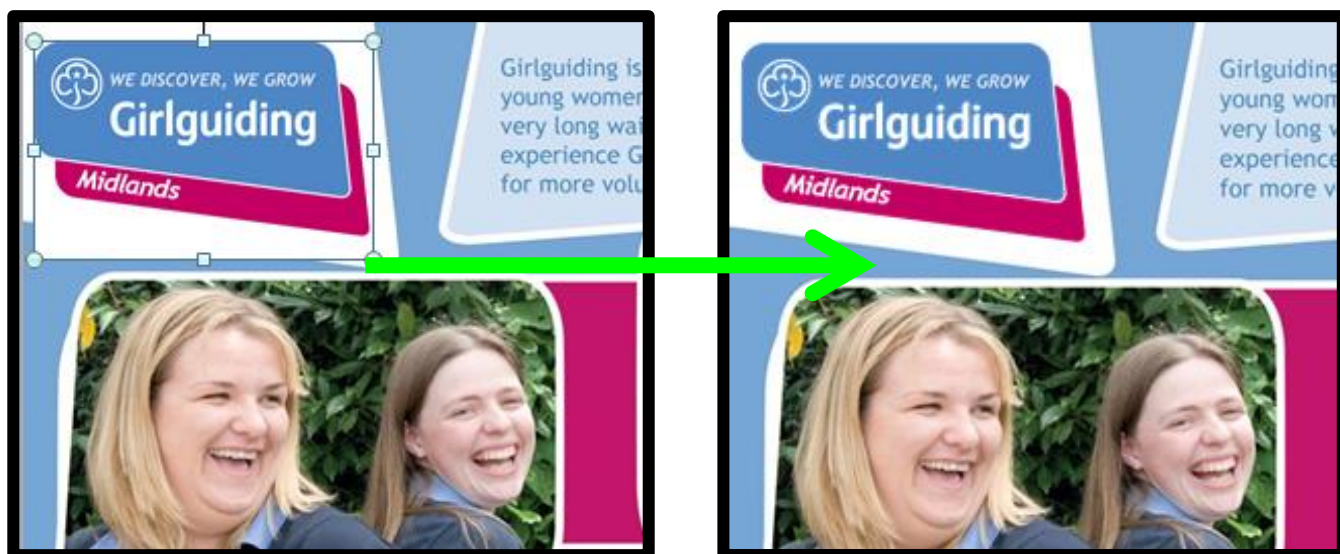 WE DISCOVER, WE GROW
Girlguiding
Midlands
Girlguiding is
young women
very long wai
experience G
for more volu
WE DISCOVER, WE GROW
Girlguiding
Midlands
Girlguiding
young wom
very long
experience
for more v